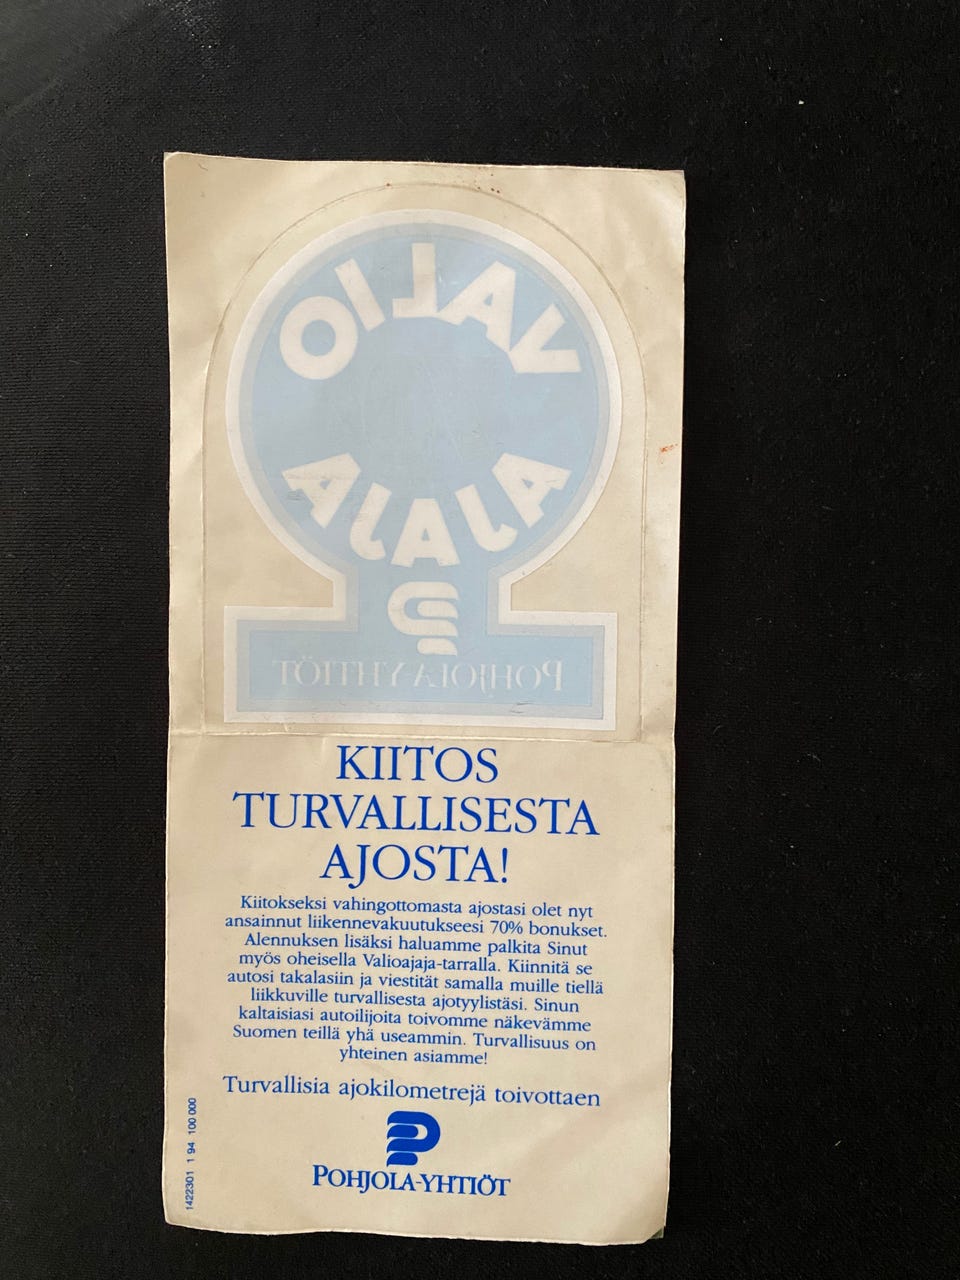 VALIO
AJAJA
POHJOLA-YHTIÖT
KIITOS
TURVALLISESTA
AJOSTA!
Kiitokseksi vahingottomasta ajostasi olet nyt
ansainnut liikennevakuutukseesi 70% bonukset.
Alennuksen lisäksi haluamme palkita Sinut
myös oheisella Valioajaja-tarralla. Kiinnitä se
autosi takalasiin ja viestität samalla muille tiellä
liikkuville turvallisesta ajotyylistäsi. Sinun
kaltaisiasi autoilijoita toivomme näkevämme
Suomen teillä yhä useammin. Turvallisuus on
yhteinen asiamme!
Turvallisia ajokilometrejä toivottaen
POHJOLA-YHTIÖT
1422301 1 94 100 000